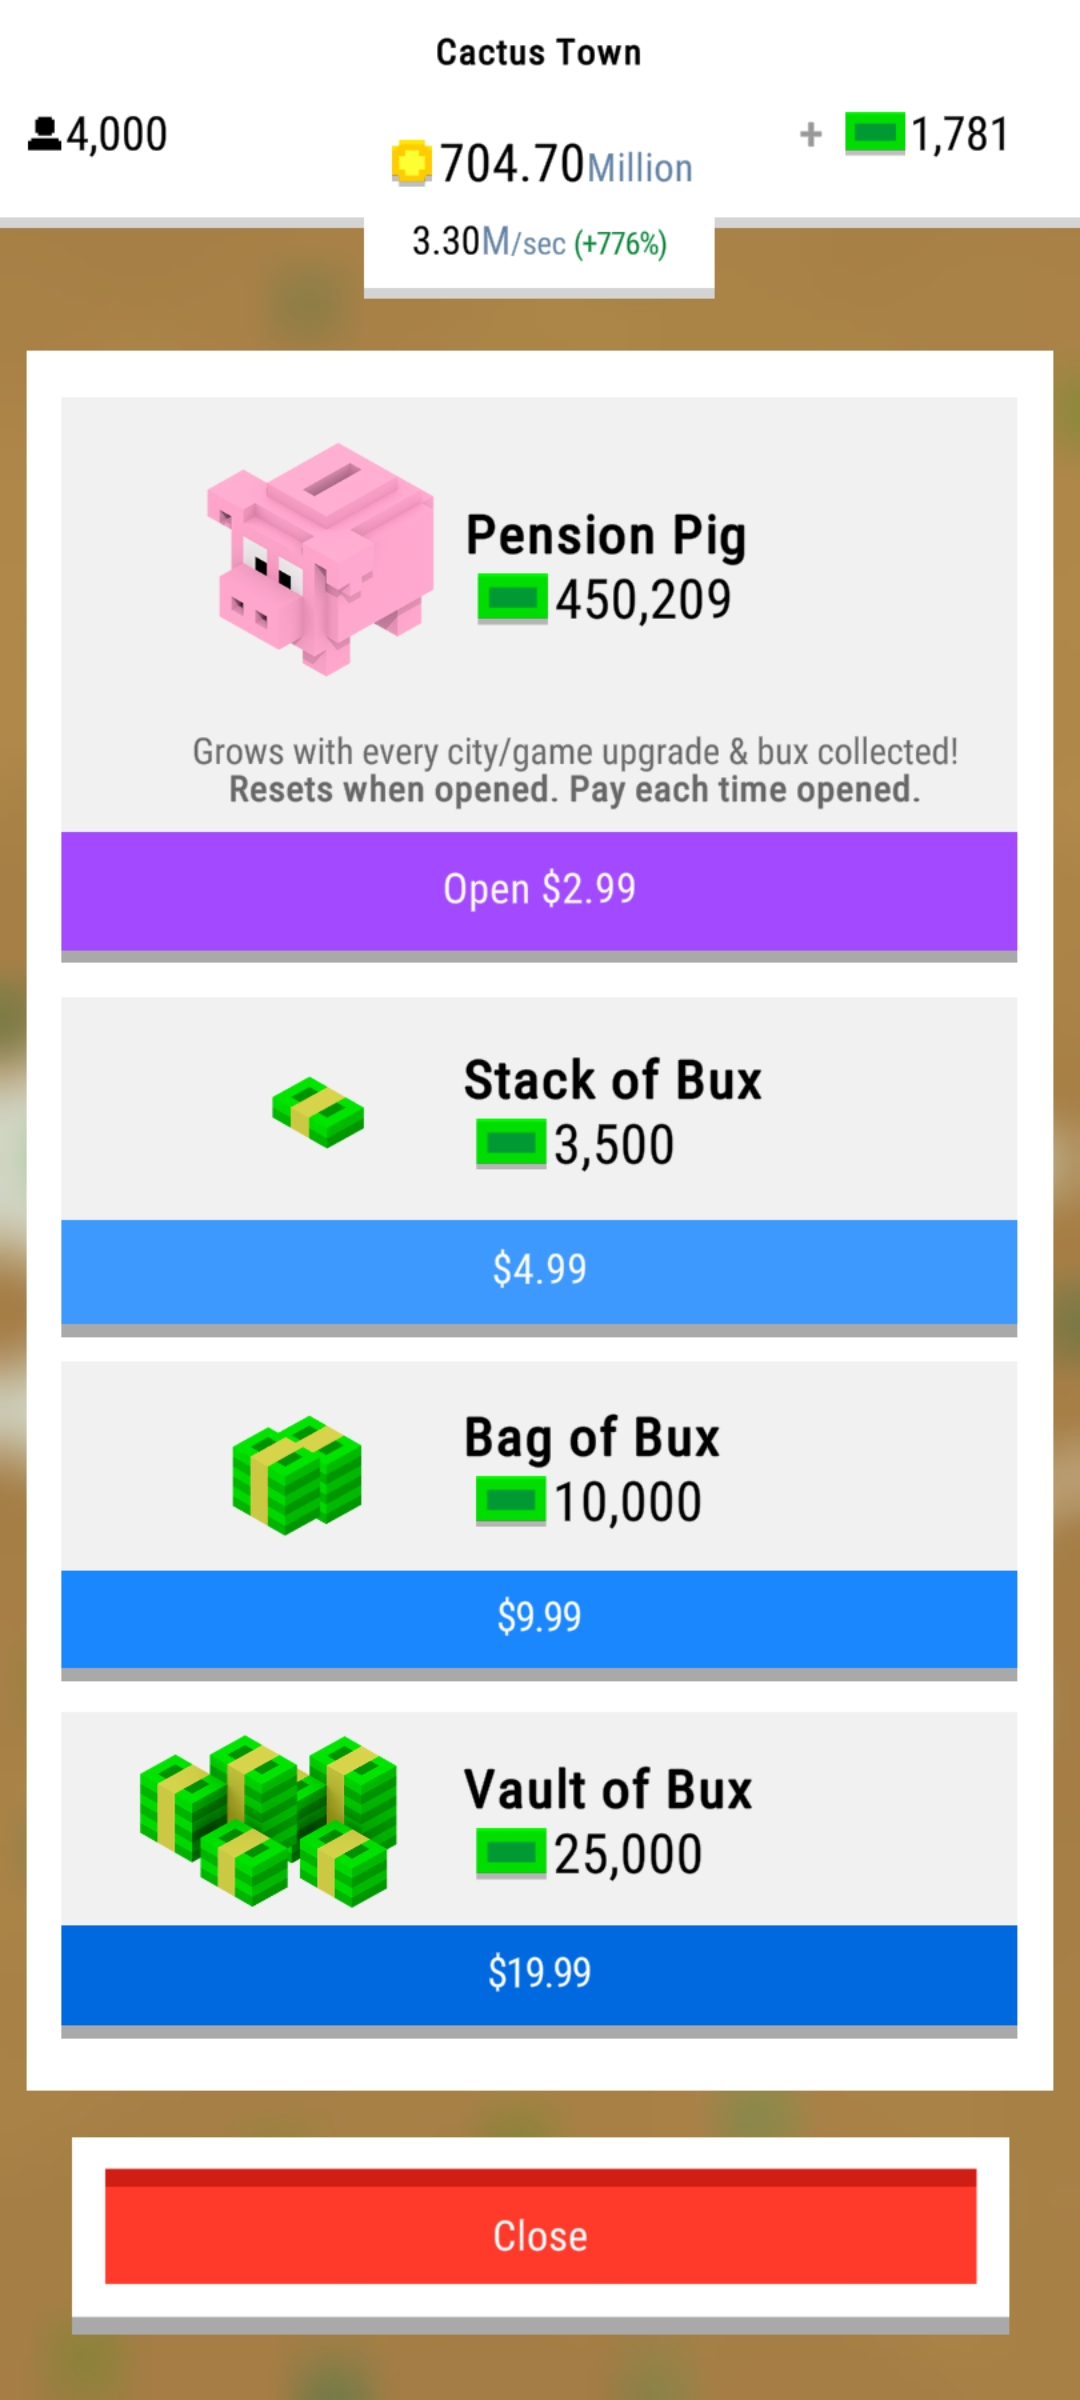 Cactus Town
4,000
704.70Million
+ 1,781
3.30M/sec (+776%)
Pension Pig
450,209
Grows with every city/game upgrade & bux collected!
Resets when opened. Pay each time opened.
Open $2.99
Stack of Bux
3,500
$4.99
Bag of Bux
10,000
$9.99
Vault of Bux
25,000
$19.99
Close